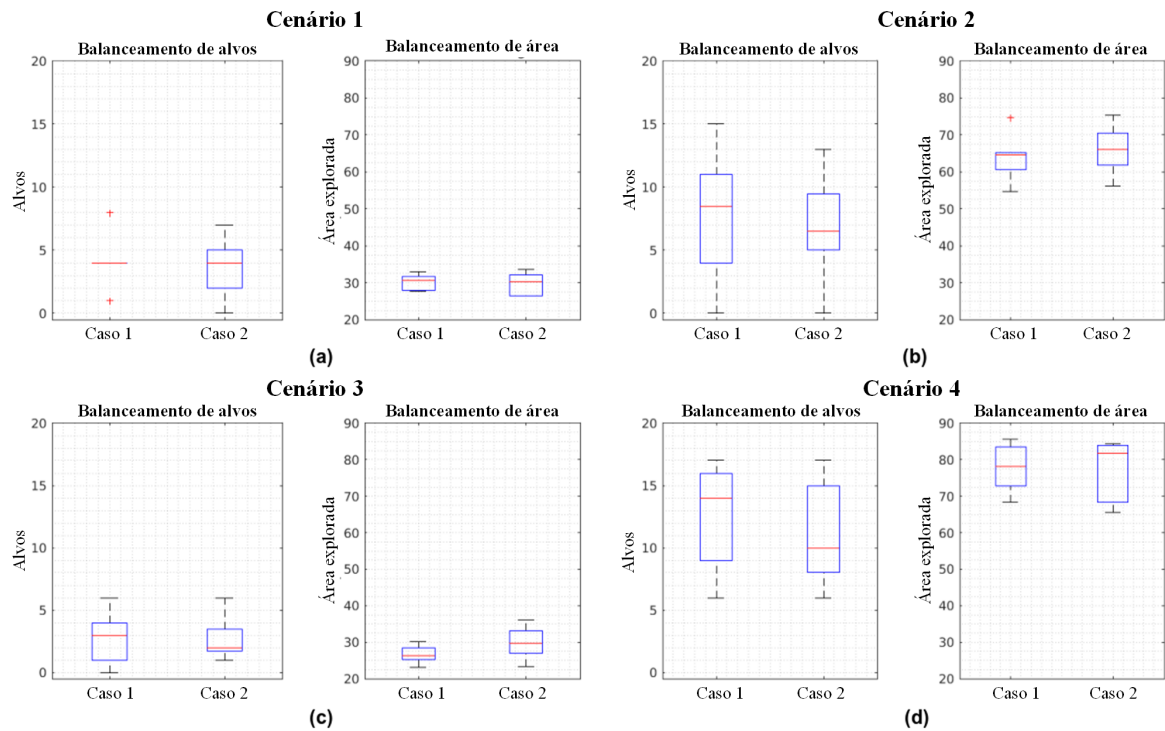 Cenário 1
Balanceamento de alvos
Balanceamento de área
20
15
10
5
0
Alvos
Caso 1
Caso 2
90
80
70
60
50
40
30
20
Área explorada
Caso 1
Caso 2
(a)
Cenário 2
Balanceamento de alvos
Balanceamento de área
20
15
10
5
0
Alvos
Caso 1
Caso 2
90
80
70
60
50
40
30
20
Área explorada
Caso 1
Caso 2
(b)
Cenário 3
Balanceamento de alvos
Balanceamento de área
20
15
10
5
0
Alvos
Caso 1
Caso 2
90
80
70
60
50
40
30
20
Área explorada
Caso 1
Caso 2
(c)
Cenário 4
Balanceamento de alvos
Balanceamento de área
20
15
10
5
0
Alvos
Caso 1
Caso 2
90
80
70
60
50
40
30
20
Área explorada
Caso 1
Caso 2
(d)